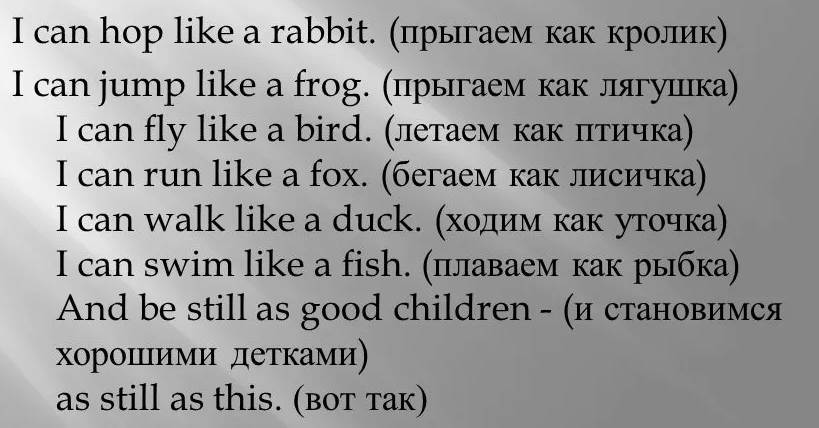 I can hop like a rabbit. (прыгаем как кролик)
I can jump like a frog. (прыгаем как лягушка)
I can fly like a bird. (летаем как птичка)
I can run like a fox. (бегаем как лисичка)
I can walk like a duck. (ходим как уточка)
I can swim like a fish. (плаваем как рыбка)
And be still as good children - (и становимся
хорошими детками)
as still as this. (вот так)